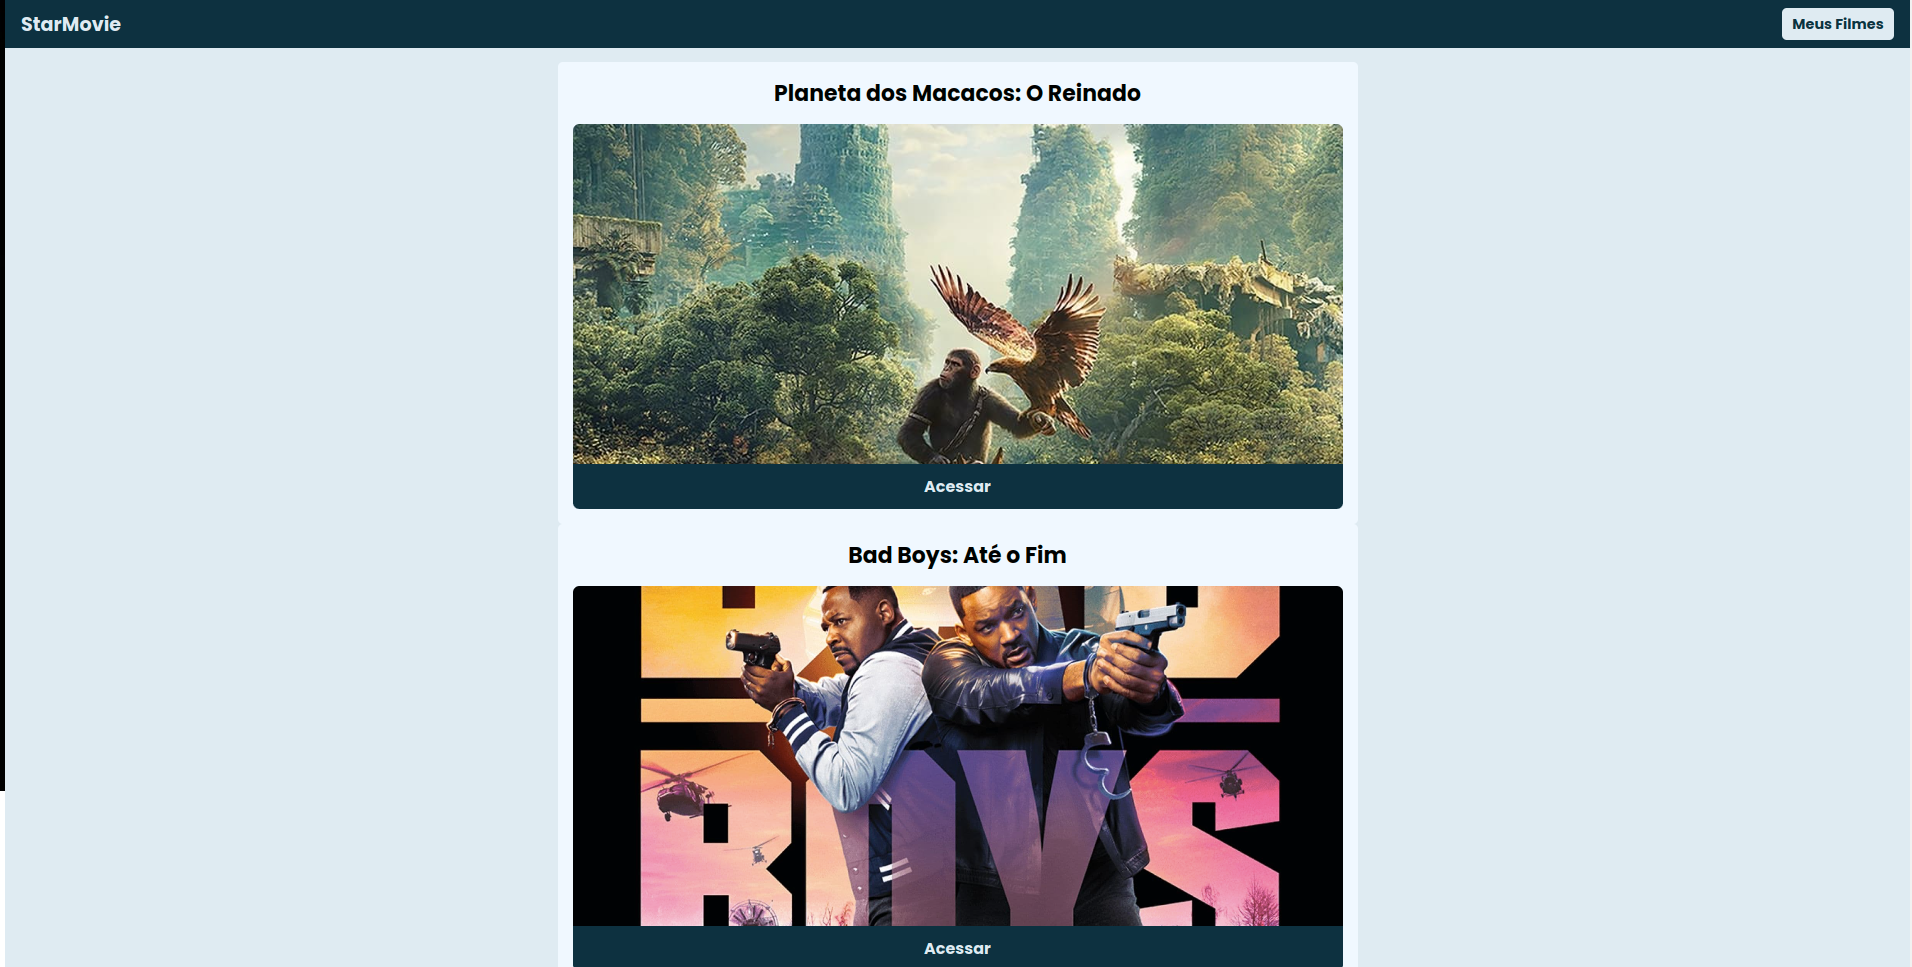 StarMovie
Meus Filmes
Planeta dos Macacos: O Reinado
Acessar
Bad Boys: Até o Fim
BOYS
Acessar